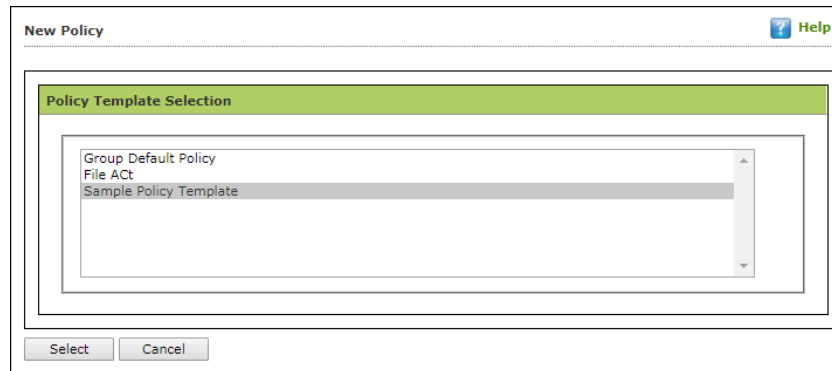 New Policy
Help
Policy Template Selection
Group Default Policy
File ACt
Sample Policy Template
Select
Cancel